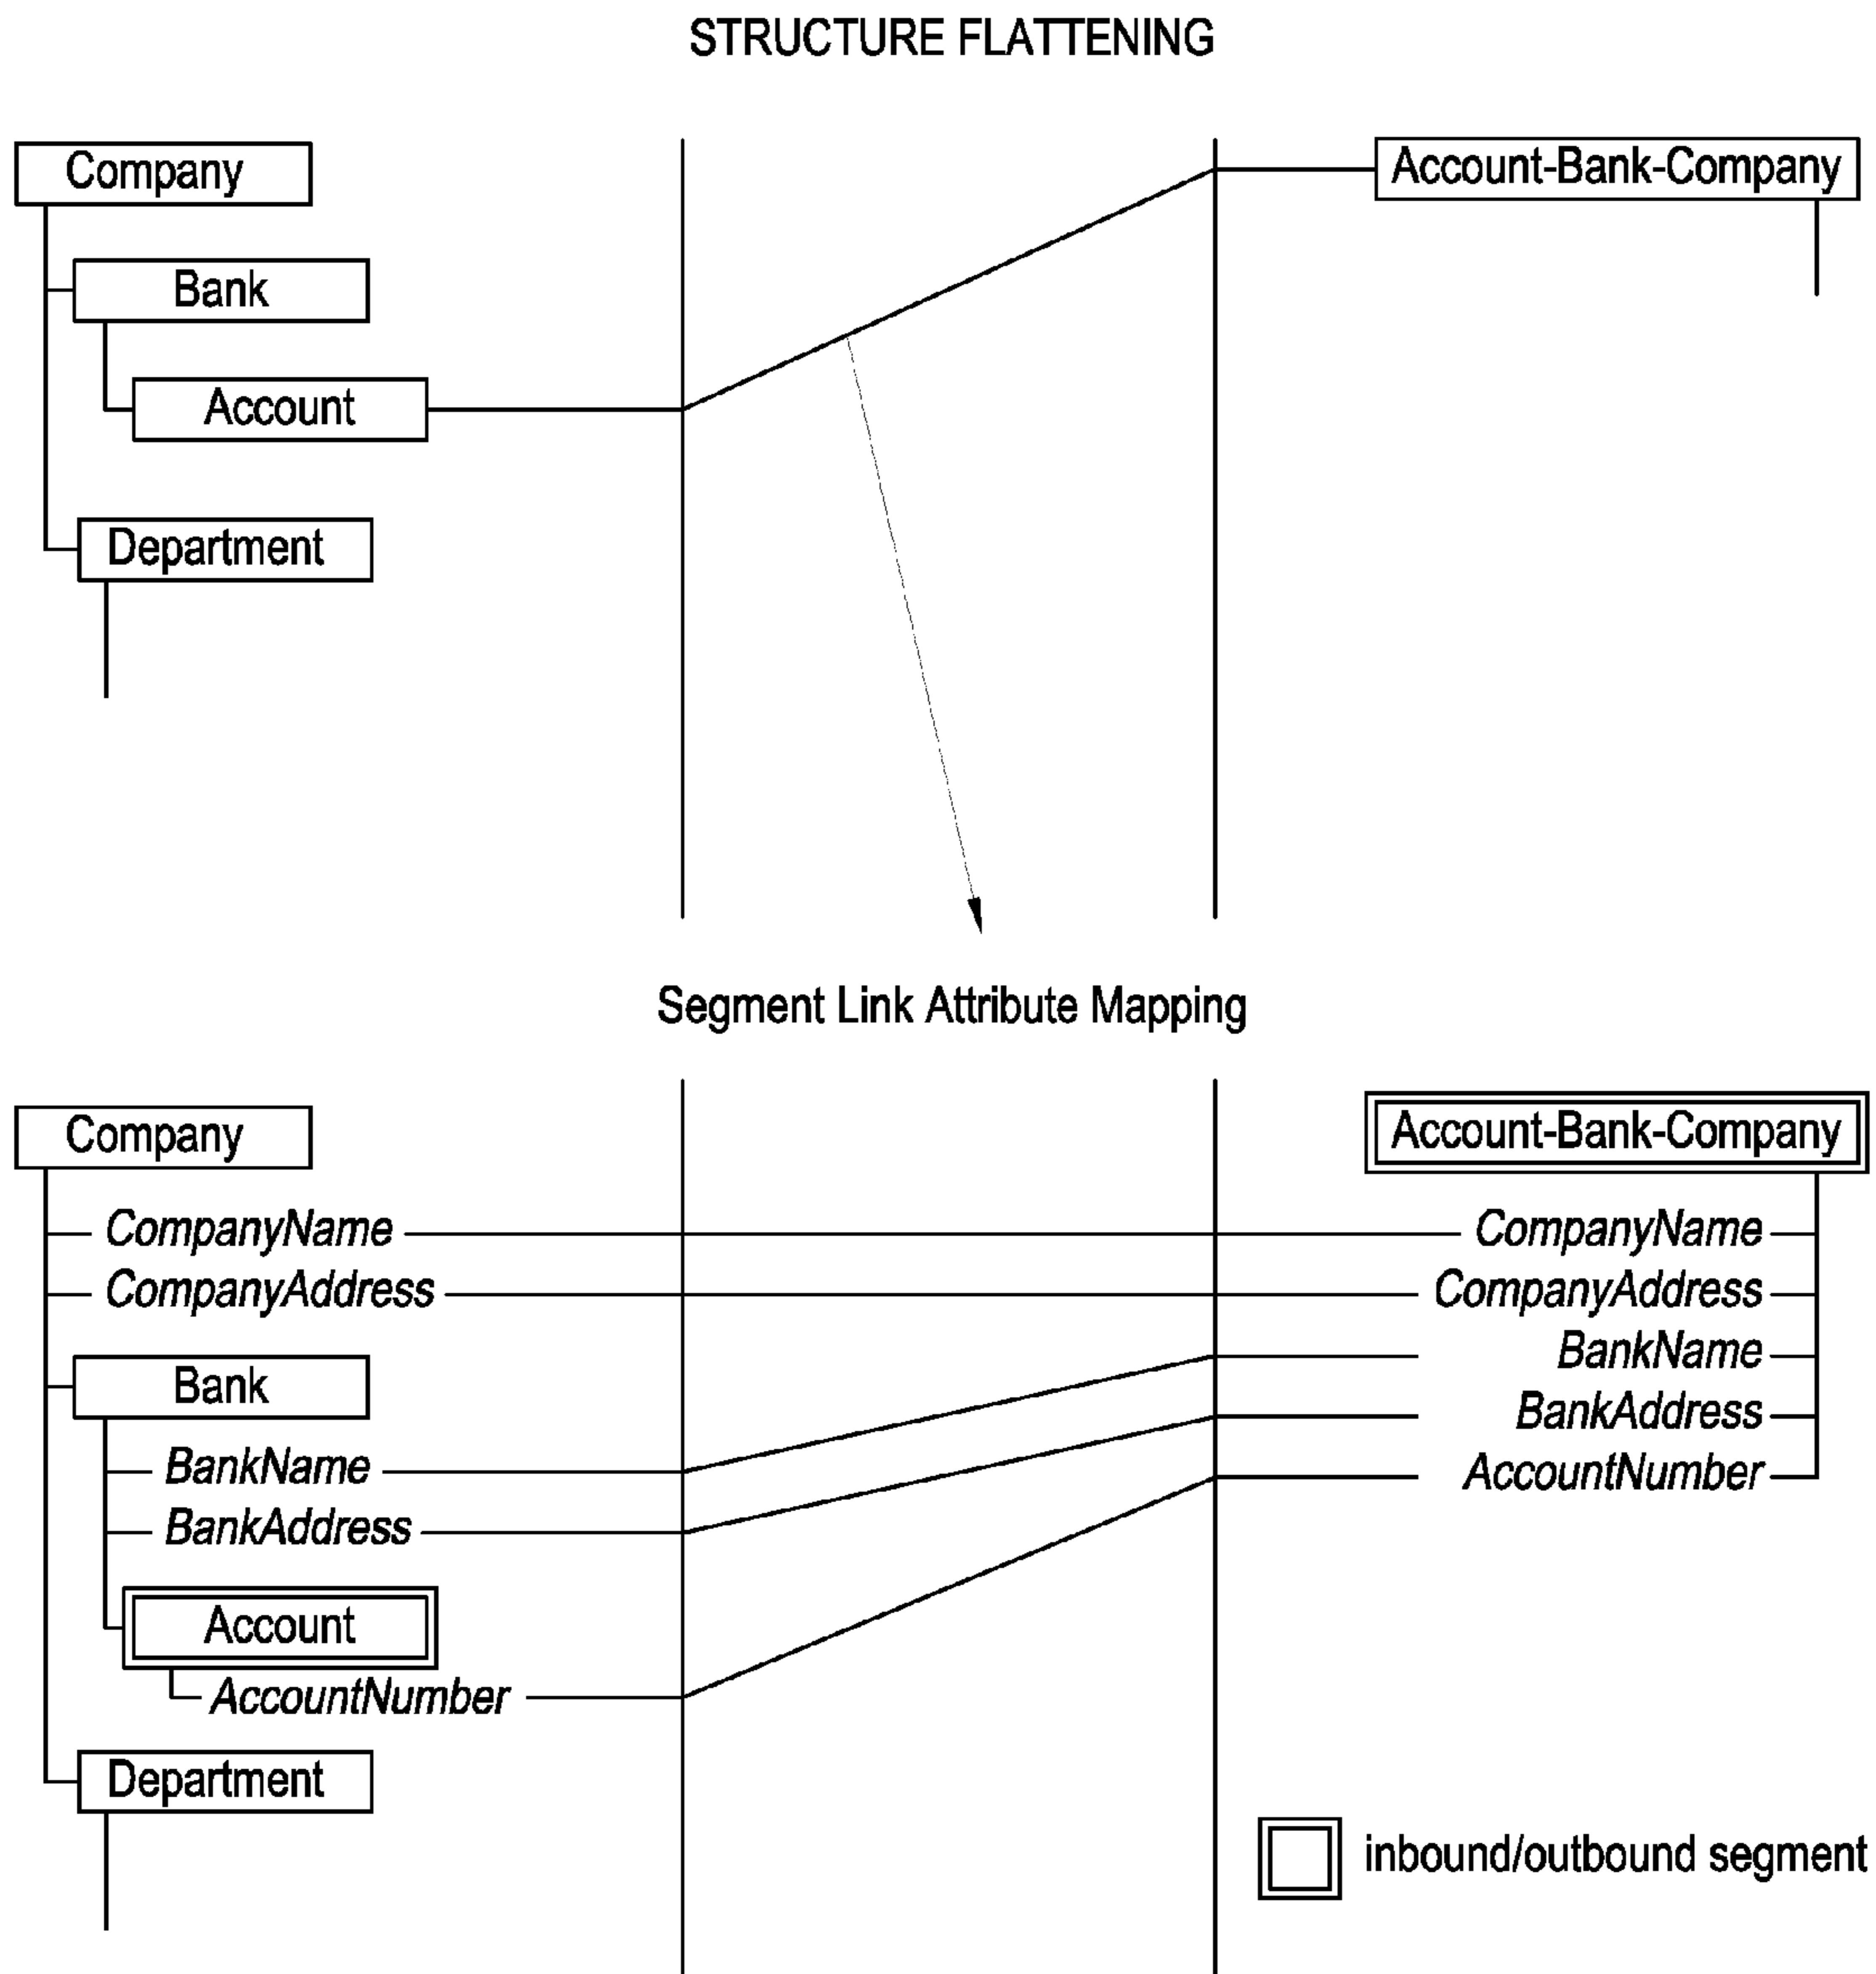 STRUCTURE FLATTENING
Company
Account-Bank-Company
Bank
Account
Department
Segment Link Attribute Mapping
Company
Account-Bank-Company
CompanyName
CompanyName
CompanyAddress
CompanyAddress
BankName
Bank
BankAddress
BankName
AccountNumber
BankAddress
Account
AccountNumber
Department
inbound/outbound segment